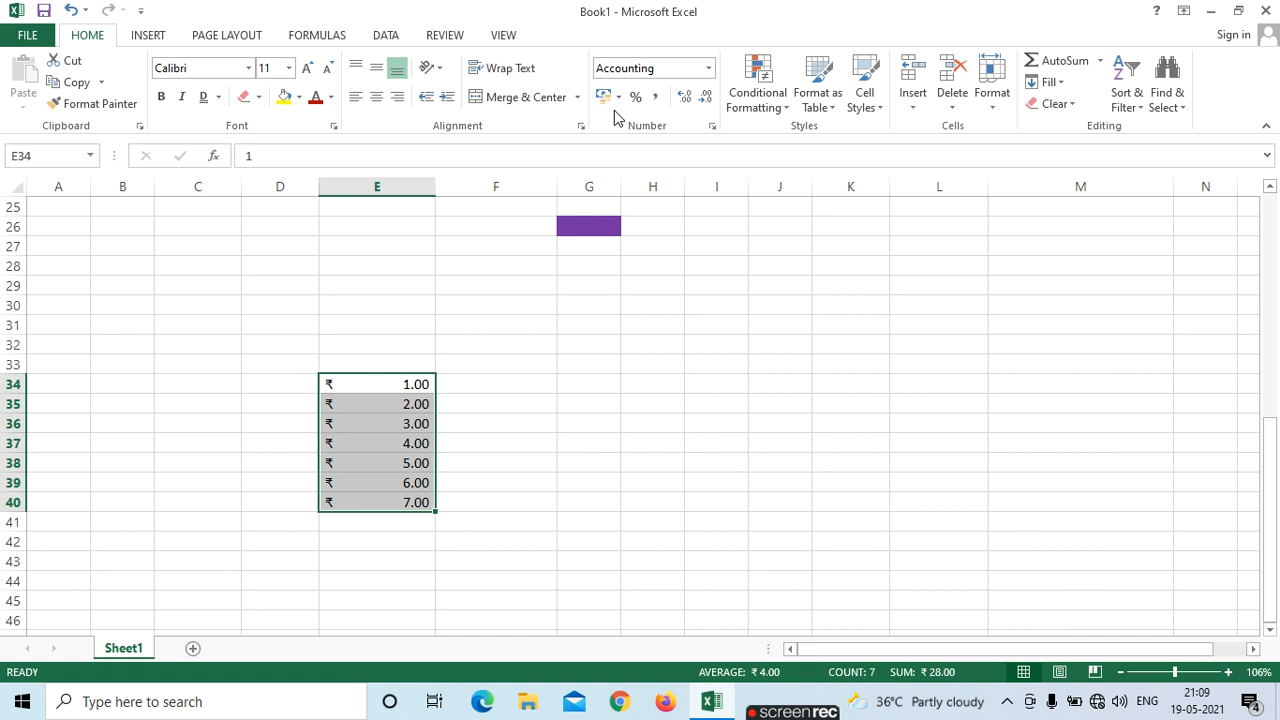 Book1 - Microsoft Excel
?
FILE HOME INSERT PAGE LAYOUT FORMULAS DATA REVIEW VIEW Sign in
Paste
Cut
Copy
Format Painter
Clipboard
Calibri 11
B I D A
Font
Wrap Text
Merge & Center
Alignment
Accounting
% ,
Number
Conditional Formatting
Format as Table
Cell Styles
Styles
Insert
Delete
Format
Cells
AutoSum
Fill
Clear
Sort & Filter
Find & Select
Editing
E34 fx 1
A B C D E F G H I J K L M N
25
26
27
28
29
30
31
32
33
34 ₹ 1.00
35 ₹ 2.00
36 ₹ 3.00
37 ₹ 4.00
38 ₹ 5.00
39 ₹ 6.00
40 ₹ 7.00
41
42
43
44
45
46
Sheet1
READY AVERAGE: ₹ 4.00 COUNT: 7 SUM: ₹ 28.00 106%
Type here to search
screenrec
36°C Partly cloudy
ENG
21:09
19-05-2021
4